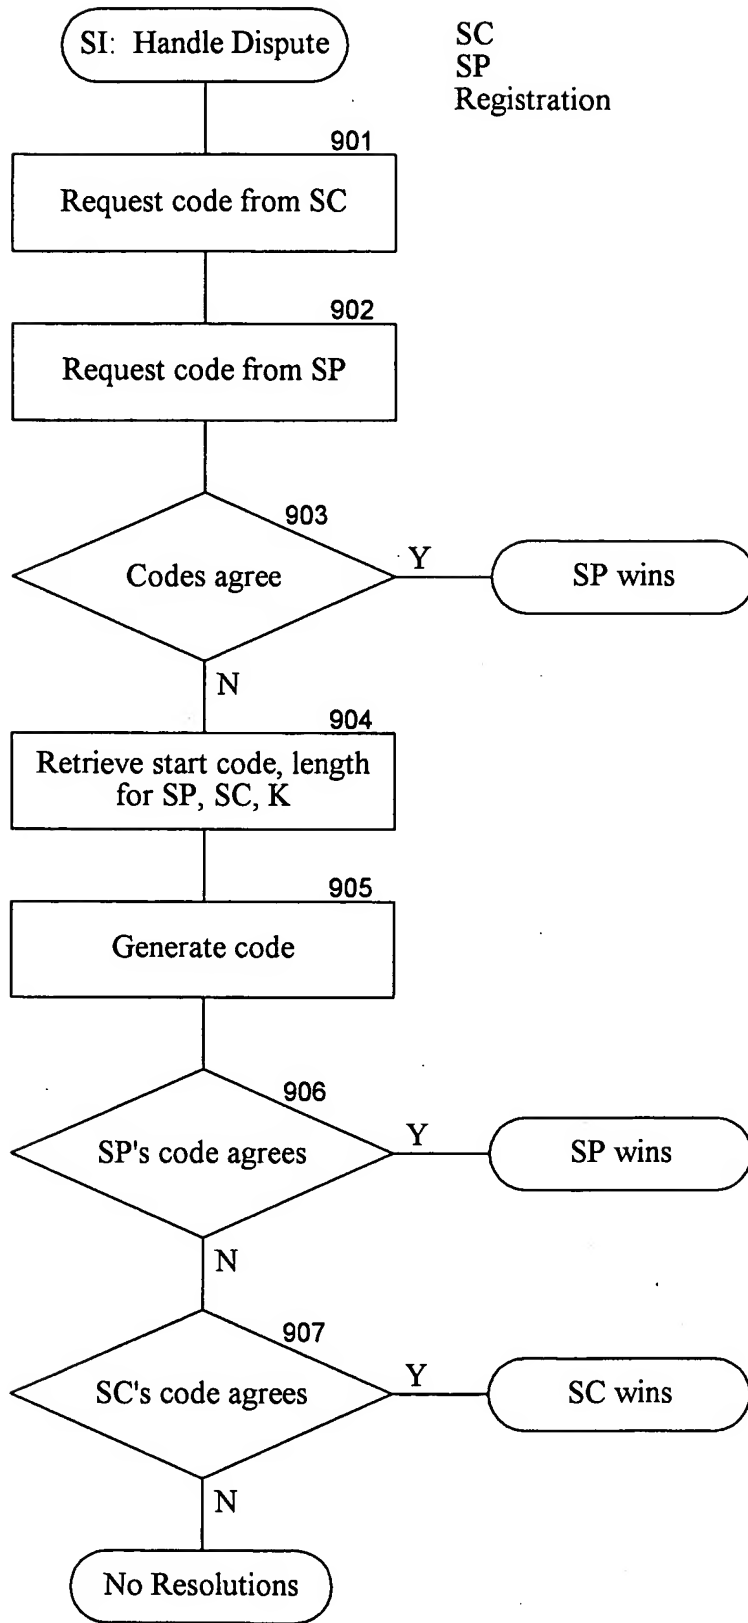 SI: Handle Dispute
SC
SP
Registration
901
Request code from SC
902
Request code from SP
903
Codes agree
Y
SP wins
N
904
Retrieve start code, length
for SP, SC, K
905
Generate code
906
SP's code agrees
Y
SP wins
N
907
SC's code agrees
Y
SC wins
N
No Resolutions